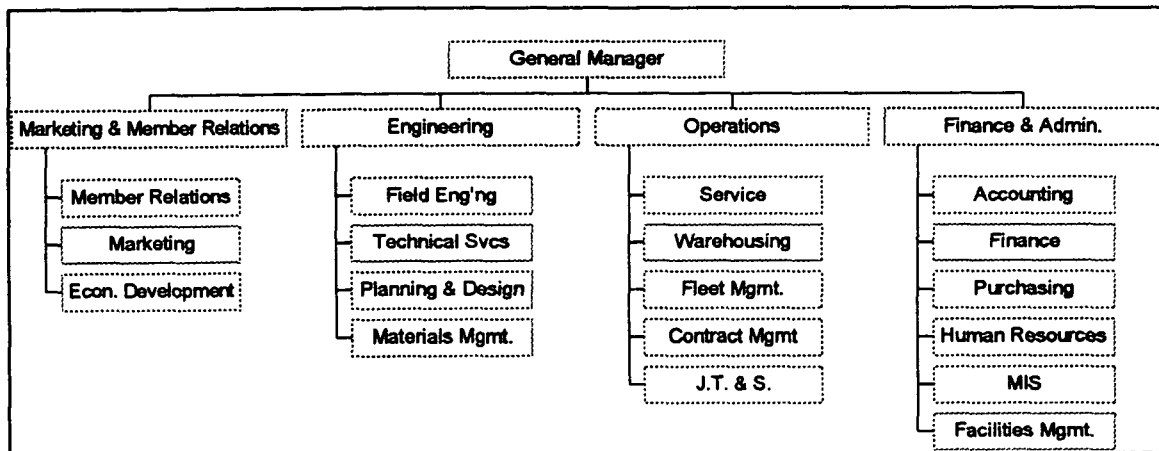 General Manager
Marketing & Member Relations
Engineering
Operations
Finance & Admin.
Member Relations
Marketing
Econ. Development
Field Eng'ng
Technical Svcs
Planning & Design
Materials Mgmt.
Service
Warehousing
Fleet Mgmt.
Contract Mgmt
J.T. & S.
Accounting
Finance
Purchasing
Human Resources
MIS
Facilities Mgmt.